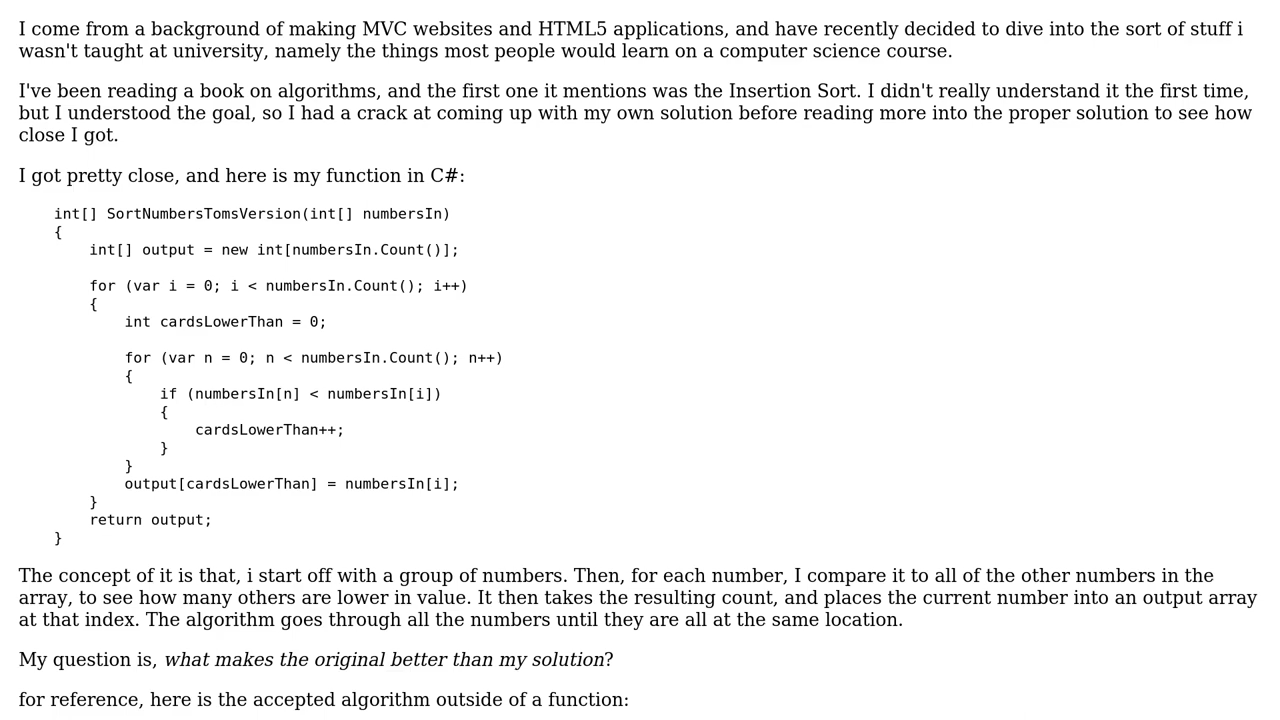 I come from a background of making MVC websites and HTML5 applications, and have recently decided to dive into the sort of stuff i
wasn't taught at university, namely the things most people would learn on a computer science course.
I've been reading a book on algorithms, and the first one it mentions was the Insertion Sort. I didn't really understand it the first time,
but I understood the goal, so I had a crack at coming up with my own solution before reading more into the proper solution to see how
close I got.
I got pretty close, and here is my function in C#:
int[] SortNumbersTomsVersion(int[] numbersIn)
{
    int[] output = new int[numbersIn.Count()];
    for (var i = 0; i < numbersIn.Count(); i++)
    {
        int cardsLowerThan = 0;
        for (var n = 0; n < numbersIn.Count(); n++)
        {
            if (numbersIn[n] < numbersIn[i])
            {
                cardsLowerThan++;
            }
        }
        output[cardsLowerThan] = numbersIn[i];
    }
    return output;
}
The concept of it is that, i start off with a group of numbers. Then, for each number, I compare it to all of the other numbers in the
array, to see how many others are lower in value. It then takes the resulting count, and places the current number into an output array
at that index. The algorithm goes through all the numbers until they are all at the same location.
My question is, what makes the original better than my solution?
for reference, here is the accepted algorithm outside of a function: